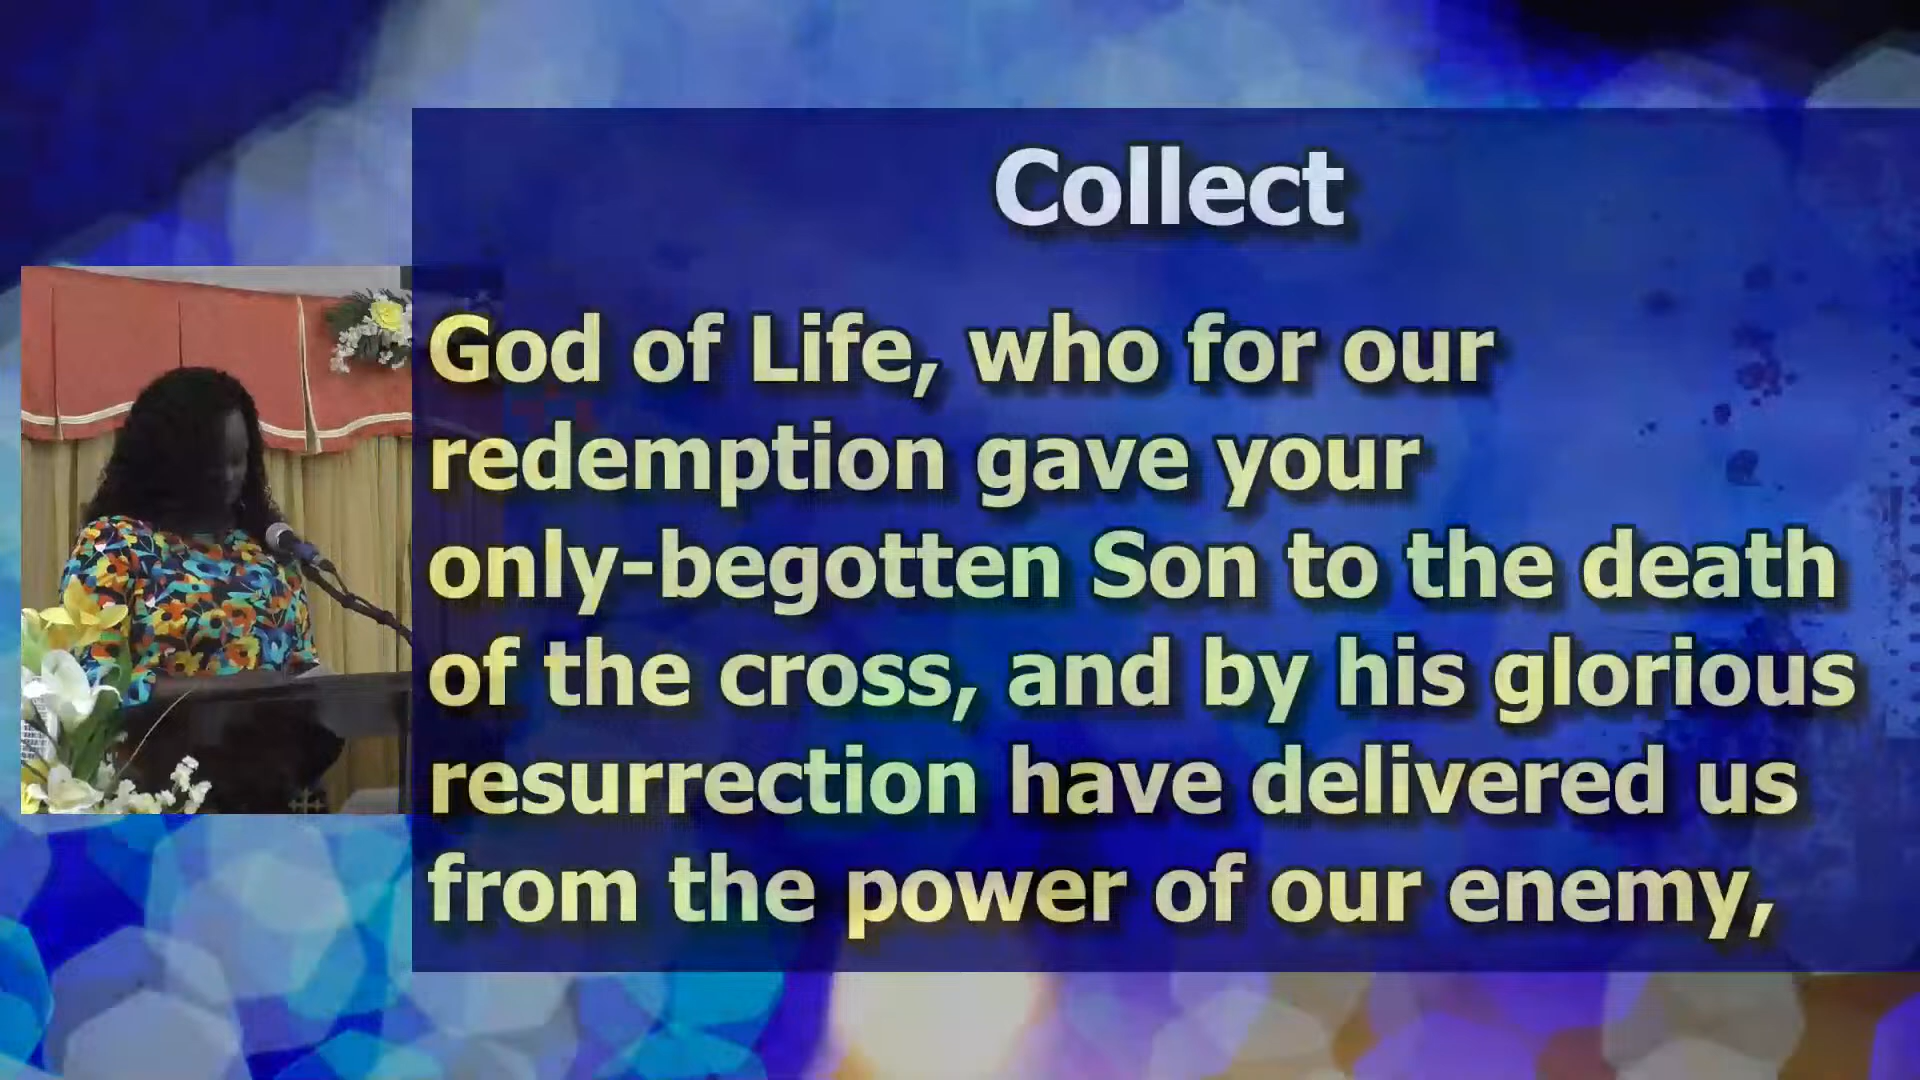 Collect
God of Life, who for our
redemption gave your
only-begotten Son to the death
of the cross, and by his glorious
resurrection have delivered us
from the power of our enemy,